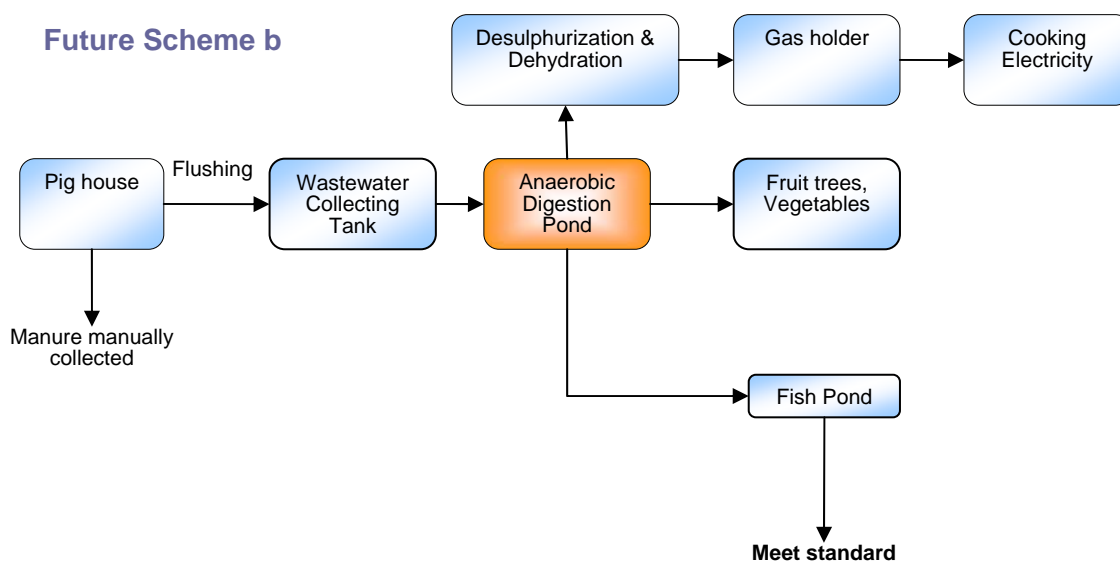 Future Scheme b
Desulphurization &
Dehydration
Gas holder
Cooking
Electricity
Pig house
Flushing
Wastewater
Collecting
Tank
Anaerobic
Digestion
Pond
Fruit trees,
Vegetables
Manure manually
collected
Fish Pond
Meet standard